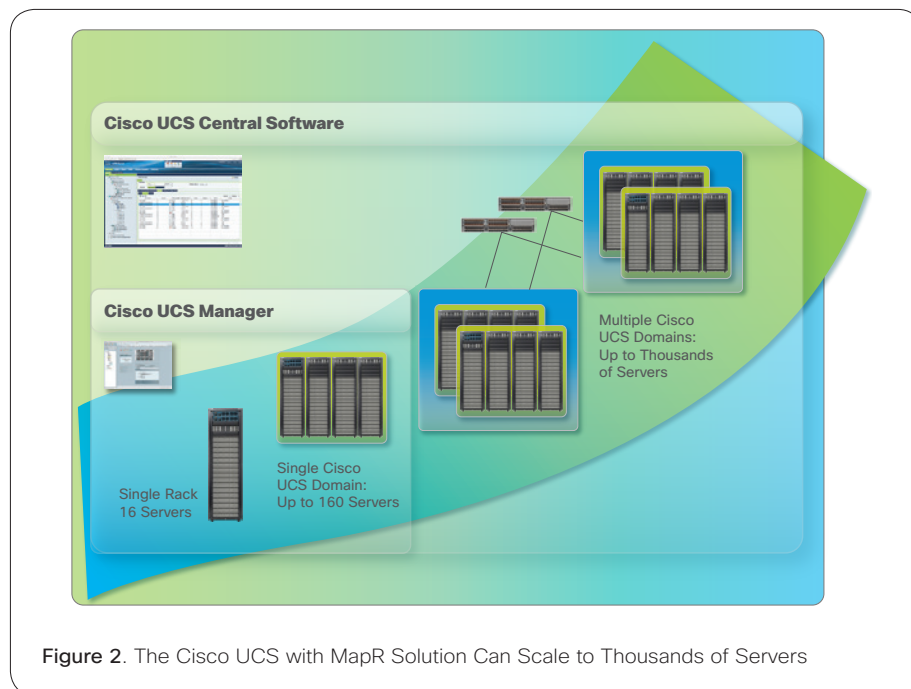 Cisco UCS Central Software
Cisco UCS Manager
Single Rack
16 Servers
Single Cisco
UCS Domain:
Up to 160 Servers
Multiple Cisco
UCS Domains:
Up to Thousands
of Servers
Figure 2. The Cisco UCS with MapR Solution Can Scale to Thousands of Servers